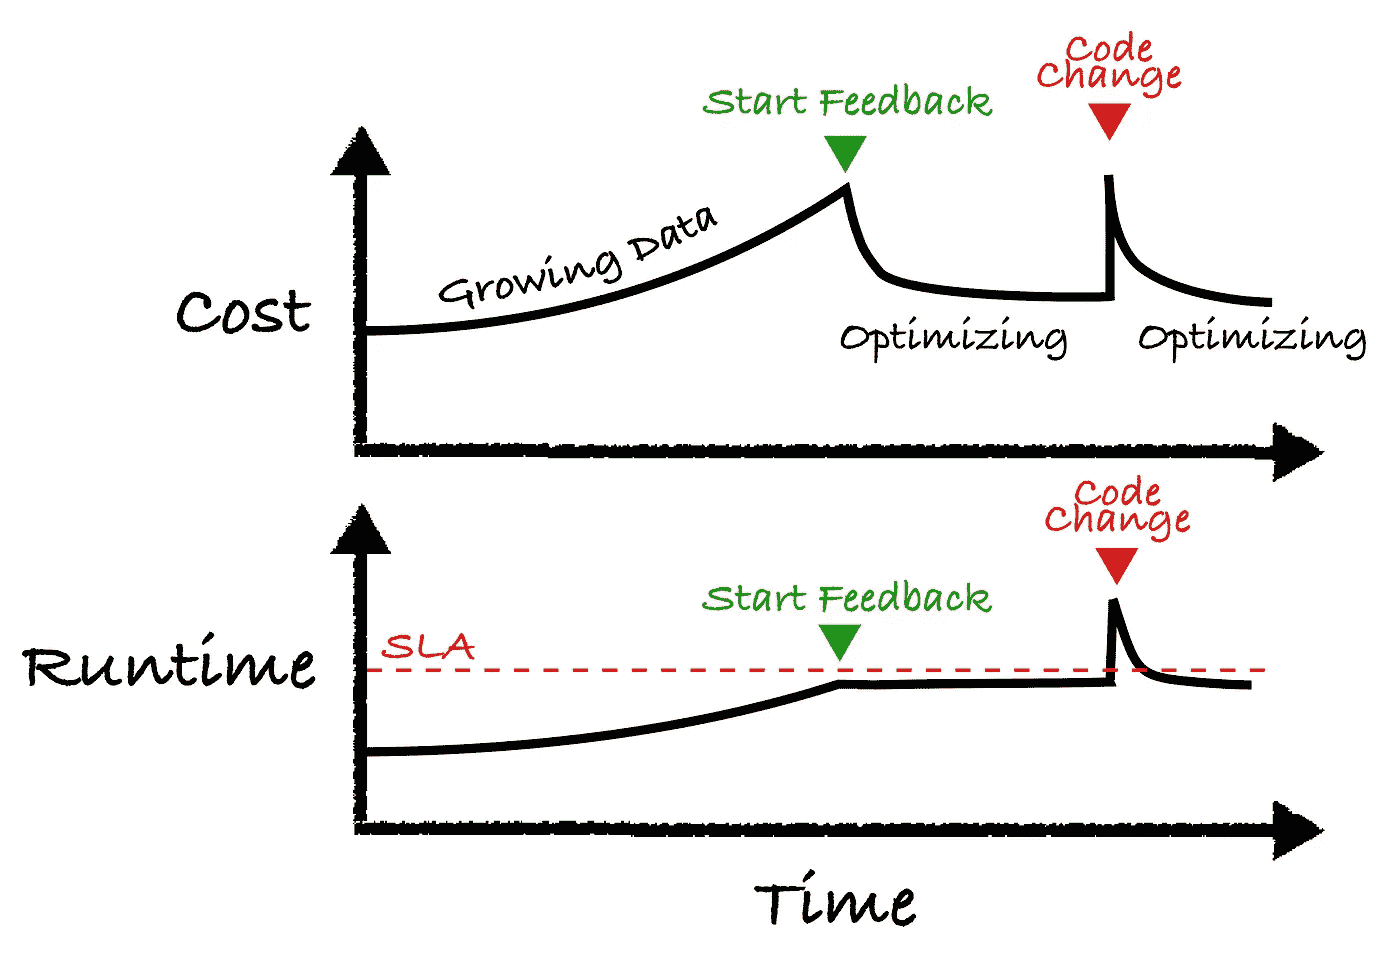 Code
Change
Start Feedback
Growing Data
Cost
Optimizing
Optimizing
Code
Change
Start Feedback
SLA
Runtime
Time